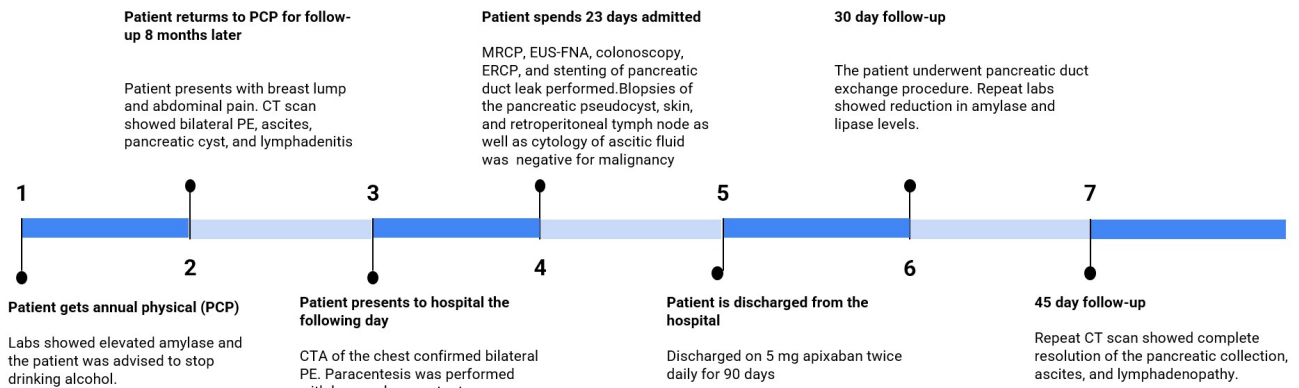 Patient returms to PCP for follow-
up 8 months later
Patient presents with breast lump
and abdominal pain. CT scan
showed bilateral PE, ascites,
pancreatic cyst, and lymphadenitis
Patient spends 23 days admitted
MRCP, EUS-FNA, colonoscopy,
ERCP, and stenting of pancreatic
duct leak performed.Blopsies of
the pancreatic pseudocyst, skin,
and retroperitoneal tymph node as
well as cytology of ascitic fluid
was negative for malignancy
30 day follow-up
The patient underwent pancreatic duct
exchange procedure. Repeat labs
showed reduction in amylase and
lipase levels.
1
3
5
7
2
4
6
Patient gets annual physical (PCP)
Labs showed elevated amylase and
the patient was advised to stop
drinking alcohol.
Patient presents to hospital the
following day
CTA of the chest confirmed bilateral
PE. Paracentesis was performed
Patient is discharged from the
hospital
Discharged on 5 mg apixaban twice
daily for 90 days
45 day follow-up
Repeat CT scan showed complete
resolution of the pancreatic collection,
ascites, and lymphadenopathy.